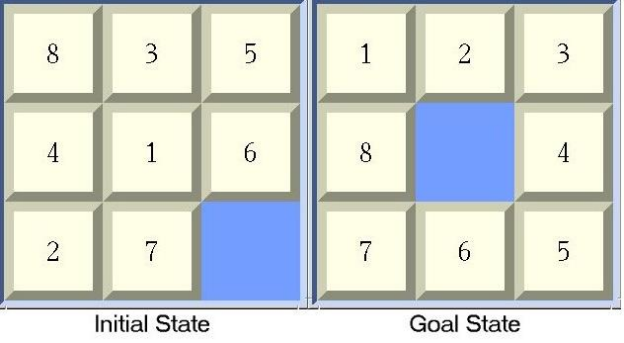 8 3 5 1 2 3
4 1 6 8 4
2 7 7 6 5
Initial State Goal State